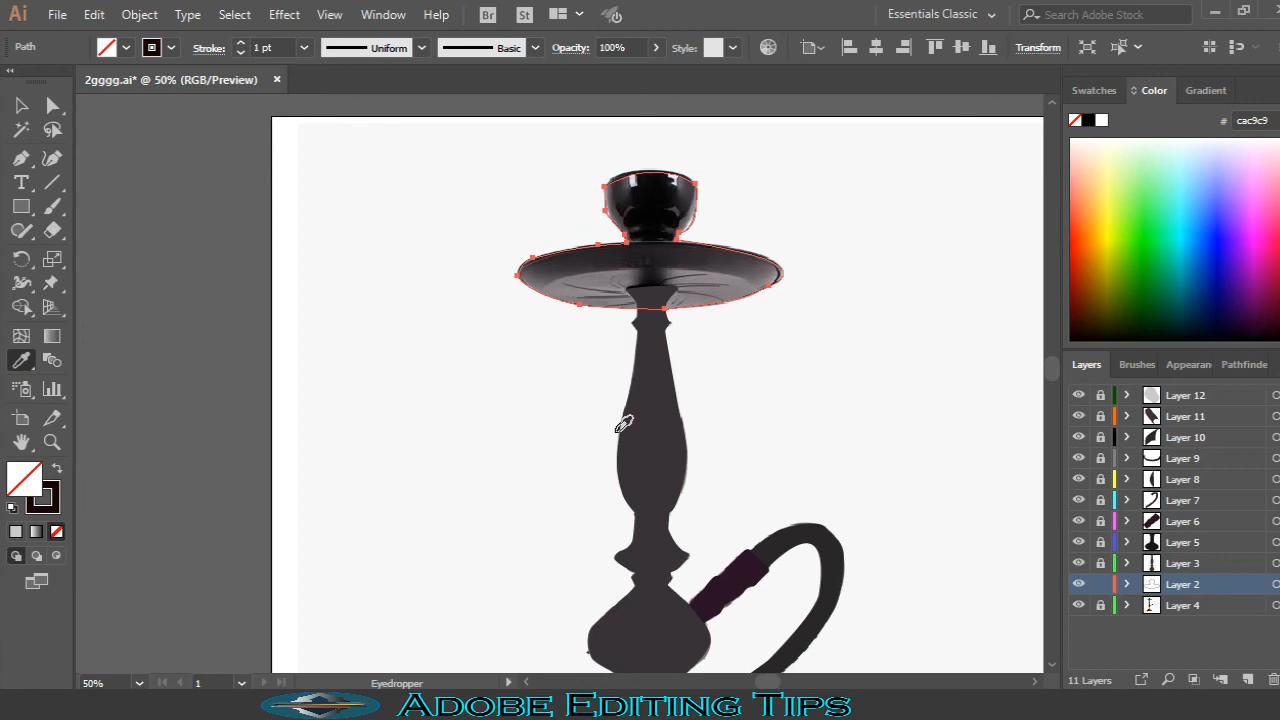 Ai File Edit Object Type Select Effect View Window Help Br St Essentials Classic Search Adobe Stock
Path Stroke: 1 pt Uniform Basic Opacity: 100% Style: Transform
2gggg.ai* @ 50% (RGB/Preview)
Swatches Color Gradient
# cac9c9
Layers Brushes Appearan Pathfinde
Layer 12
Layer 11
Layer 10
Layer 9
Layer 8
Layer 7
Layer 6
Layer 5
Layer 3
Layer 2
Layer 4
50% 1 Eyedropper 11 Layers
Adobe Editing Tips